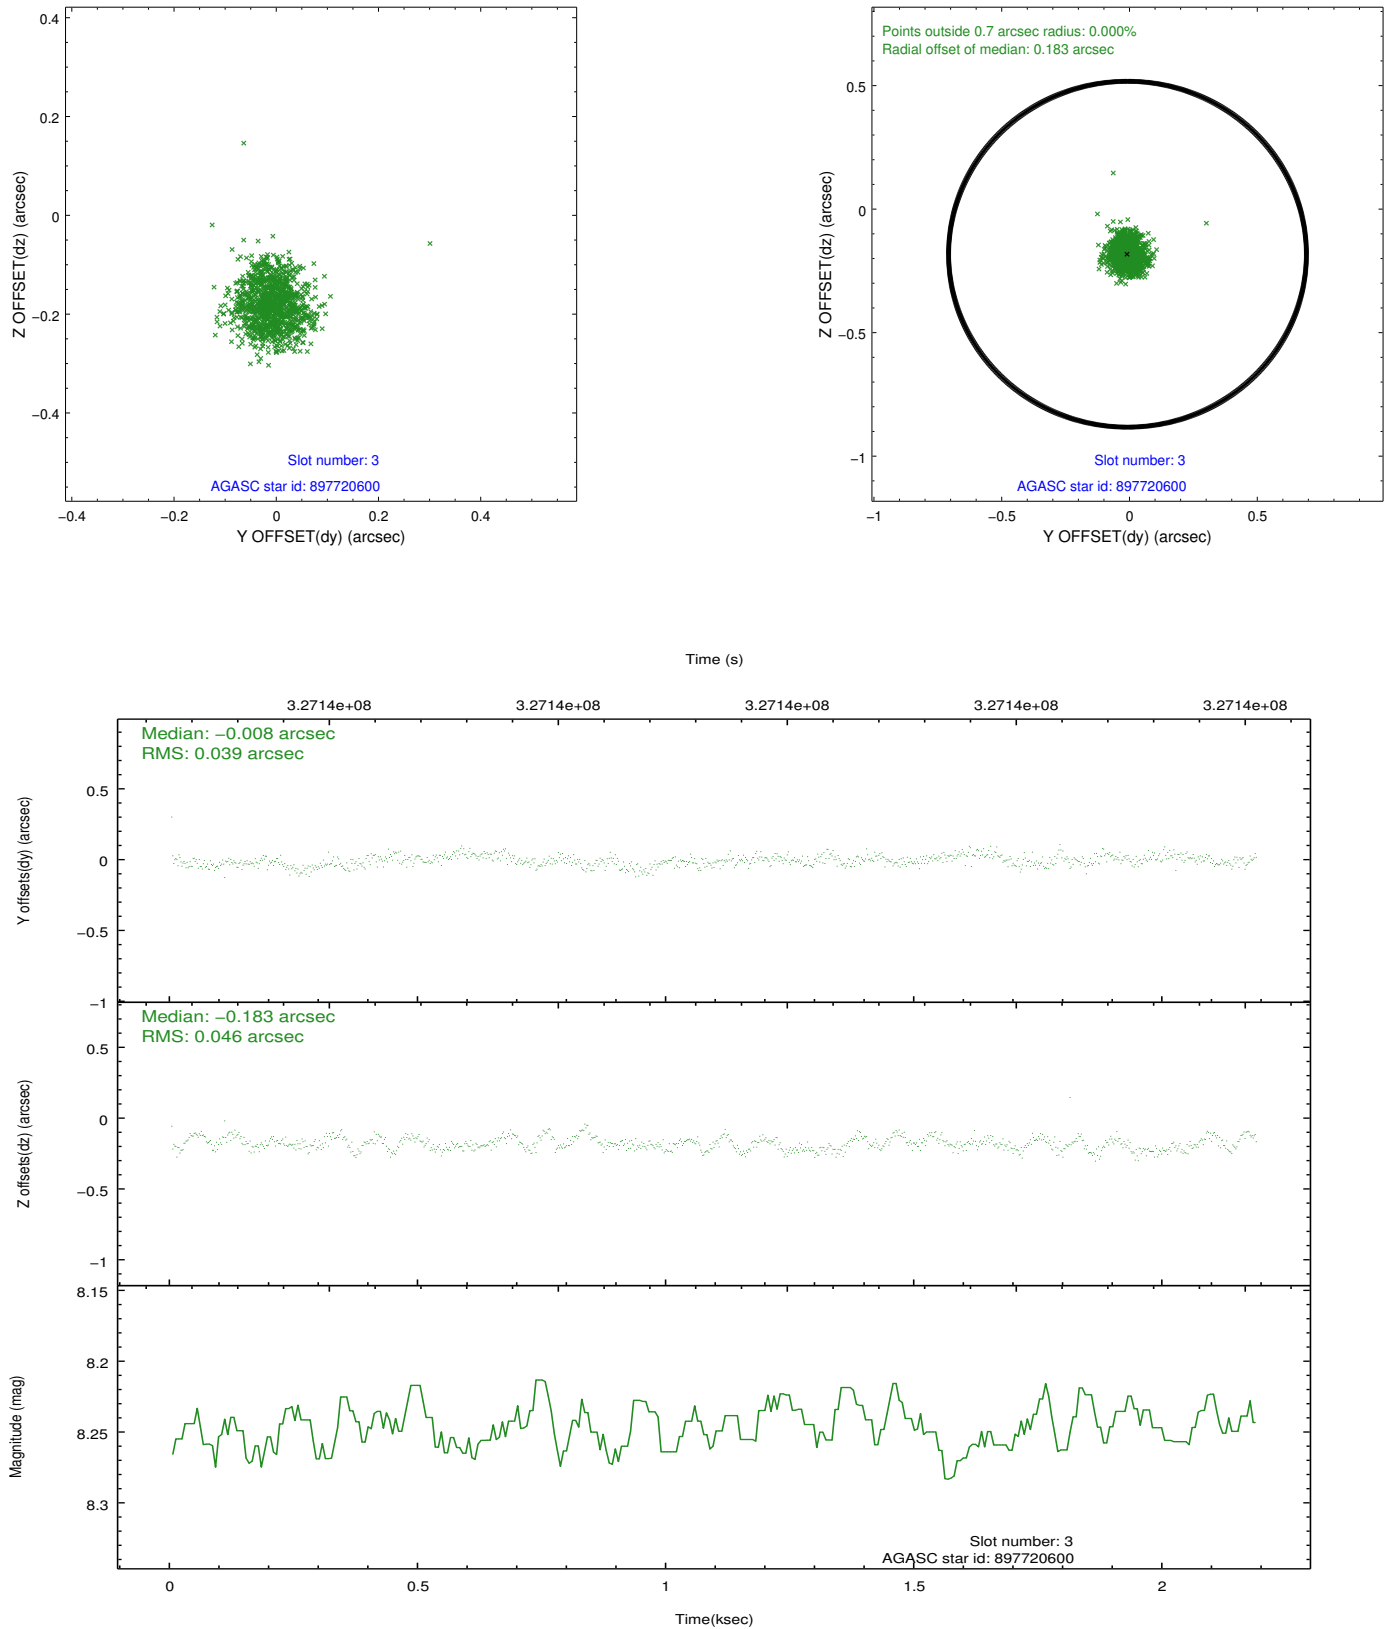 0.4
0.2
0
−0.2
−0.4
Z OFFSET(dz) (arcsec)
Slot number: 3
AGASC star id: 897720600
−0.4 −0.2 0 0.2 0.4
Y OFFSET(dy) (arcsec)
Points outside 0.7 arcsec radius: 0.000%
Radial offset of median: 0.183 arcsec
0.5
0
−0.5
−1
Z OFFSET(dz) (arcsec)
Slot number: 3
AGASC star id: 897720600
−1 −0.5 0 0.5
Y OFFSET(dy) (arcsec)
Time (s)
3.2714e+08 3.2714e+08 3.2714e+08 3.2714e+08 3.2714e+08
Median: −0.008 arcsec
RMS: 0.039 arcsec
0.5
0
−0.5
−1
Y offsets(dy) (arcsec)
Median: −0.183 arcsec
RMS: 0.046 arcsec
0.5
0
−0.5
−1
Z offsets(dz) (arcsec)
8.15
8.2
8.25
8.3
Magnitude (mag)
Slot number: 3
AGASC star id: 897720600
0 0.5 1 1.5 2
Time(ksec)